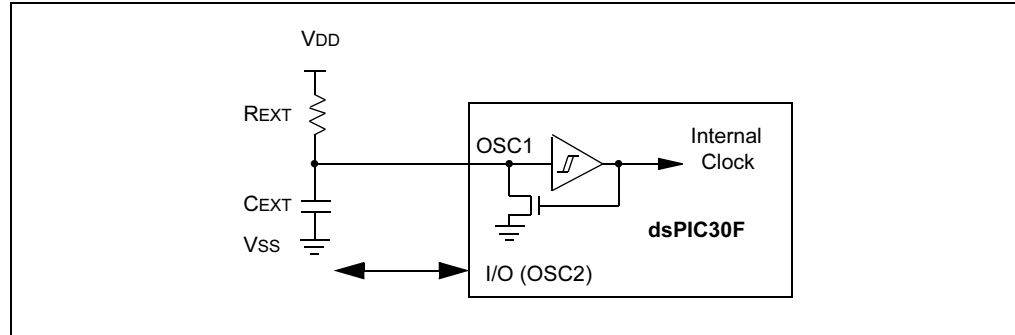 VDD
REXT
OSC1
Internal
Clock
CEXT
dsPIC30F
VSS
I/O (OSC2)